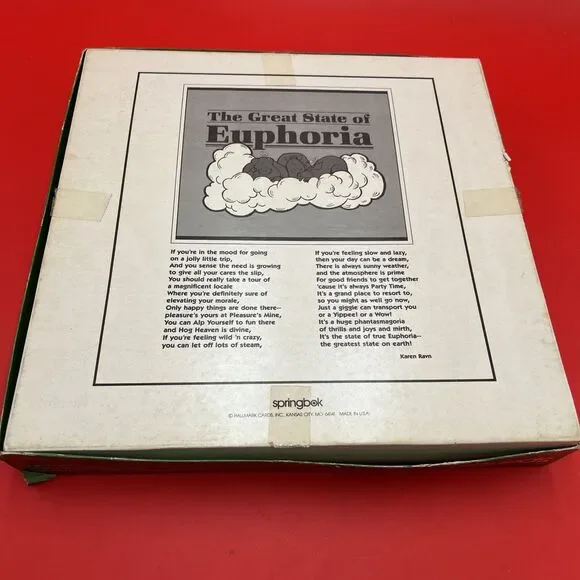 The Great State of
Euphoria
If you're in the mood for going
on a jolly little trip,
And you sense the need is growing
to give all your cares the slip,
You should really take a tour of
a magnificent locale
Where you're definitely sure of
elevating your morale,
Only happy things are done there--
pleasure's yours at Pleasure's Mine,
You can Alp Yourself to fun there
and Hog Heaven is divine,
If you're feeling wild 'n crazy,
you can let off lots of steam,
If you're feeling slow and lazy,
then your day can be a dream,
There is always sunny weather,
and the atmosphere is prime
For good friends to get together
'cause it's always Party Time,
It's a grand place to resort to,
so you might as well go now,
Just a giggle can transport you
or a Yippee! or a Wow!
It's a huge phantasmagoria
of thrills and joys and mirth,
It's the state of true Euphoria--
the greatest state on earth!
Karen Ravn
springbok
© HALLMARK CARDS, INC., KANSAS CITY, MO 64141 MADE IN U.S.A.